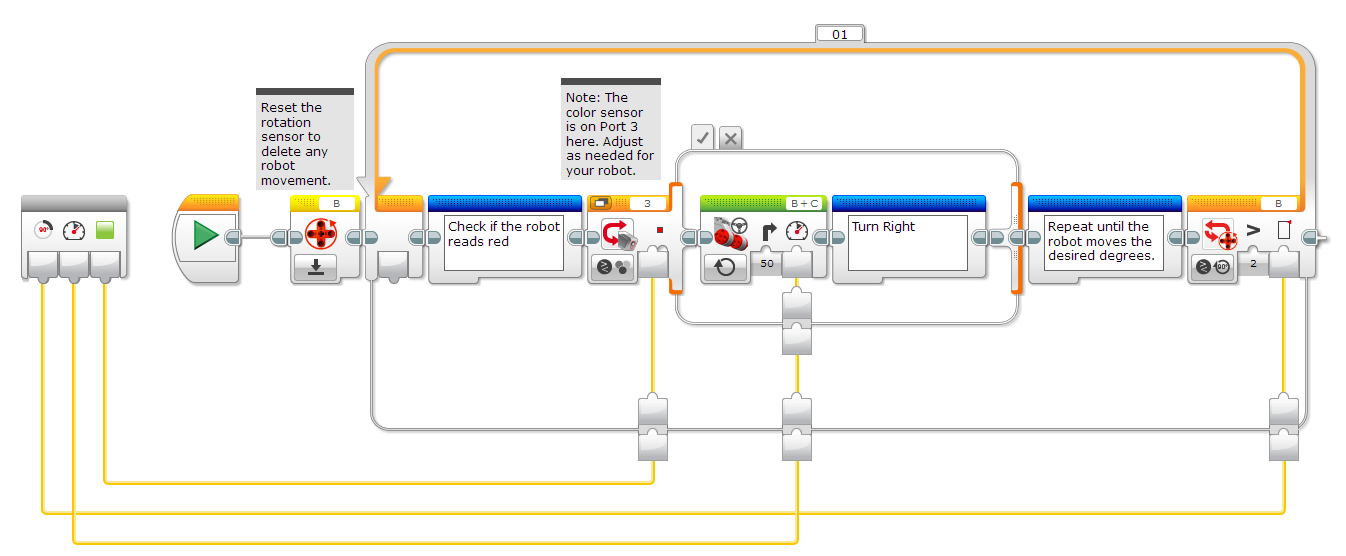 01
Reset the
rotation
sensor to
delete any
robot
movement.
Note: The
color sensor
is on Port 3
here. Adjust
as needed for
your robot.
90°
B
Check if the robot
reads red
3
B + C
50
Turn Right
Repeat until the
robot moves the
desired degrees.
B
>
90°
2